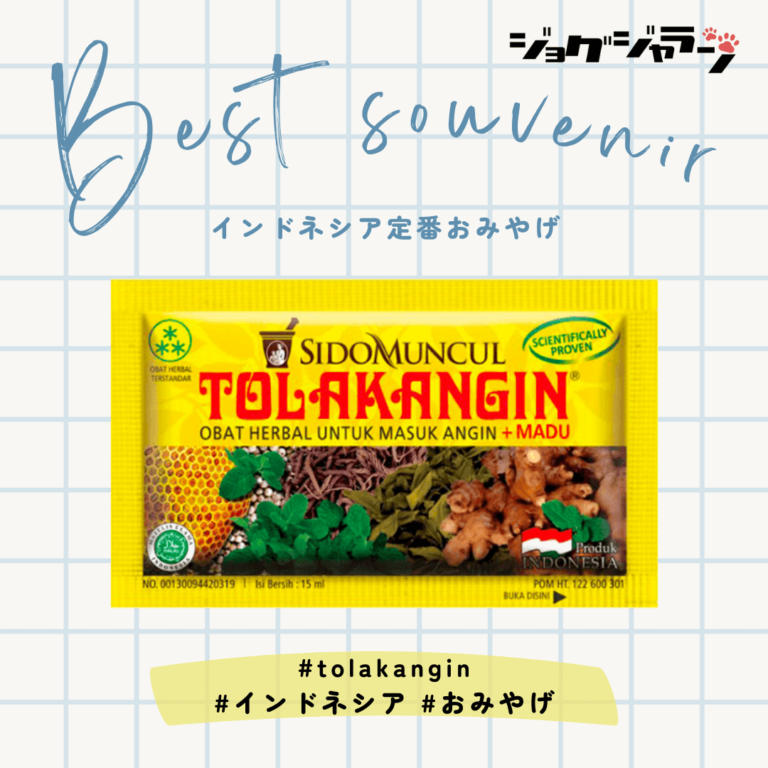 ジョグジャラン
Best souvenir
インドネシア定番おみやげ
OBAT HERBAL
TERSTANDAR
SIDOMUNCUL
SCIENTIFICALLY
PROVEN
TOLAKANGIN®
OBAT HERBAL UNTUK MASUK ANGIN + MADU
Produk
INDONESIA
NO. 00130094420319 | Isi Bersih : 15 ml
POM HT. 122 600 301
BUKA DISINI ▶
#tolakangin
#インドネシア #おみやげ